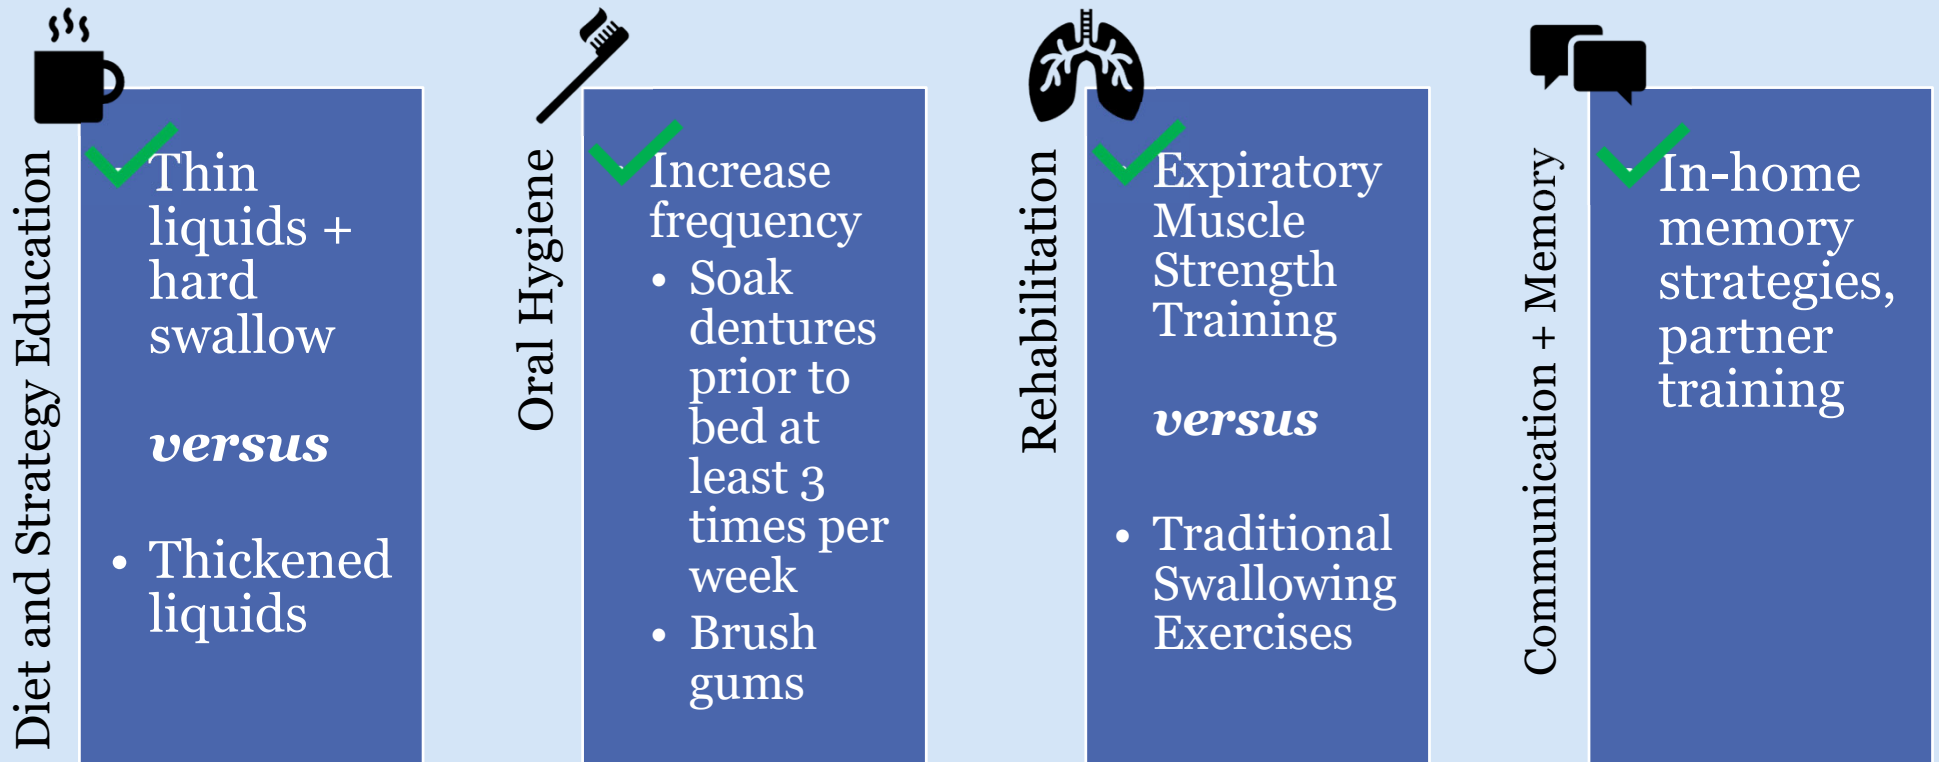 Diet and Strategy Education
Thin
liquids +
hard
swallow
versus
• Thickened
liquids
Oral Hygiene
Increase
frequency
• Soak
dentures
prior to
bed at
least 3
times per
week
• Brush
gums
Rehabilitation
Expiratory
Muscle
Strength
Training
versus
• Traditional
Swallowing
Exercises
Communication + Memory
In-home
memory
strategies,
partner
training